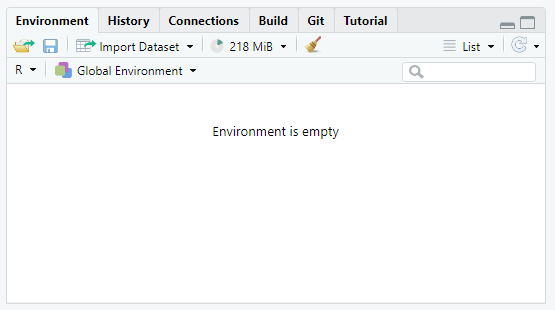 Environment History Connections Build Git Tutorial
Import Dataset 218 MiB List
R Global Environment
Environment is empty